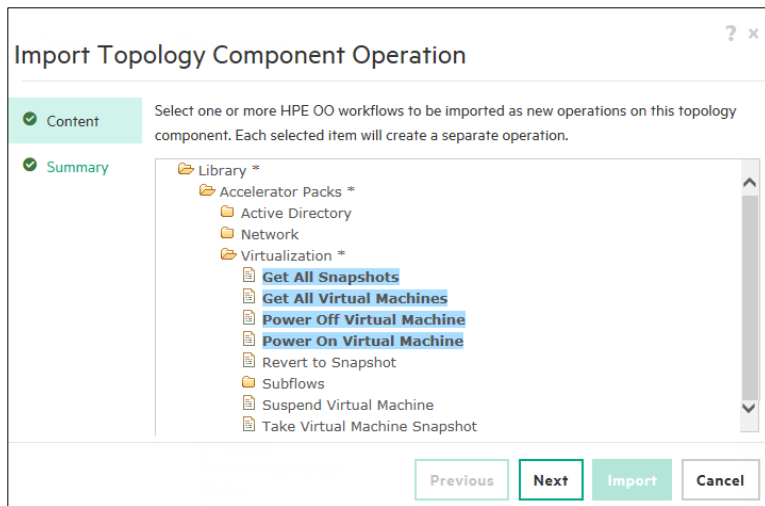 ? ×
Import Topology Component Operation
Content
Select one or more HPE OO workflows to be imported as new operations on this topology
component. Each selected item will create a separate operation.
Summary
Library *
Accelerator Packs *
Active Directory
Network
Virtualization *
Get All Snapshots
Get All Virtual Machines
Power Off Virtual Machine
Power On Virtual Machine
Revert to Snapshot
Subflows
Suspend Virtual Machine
Take Virtual Machine Snapshot
Previous Next Import Cancel